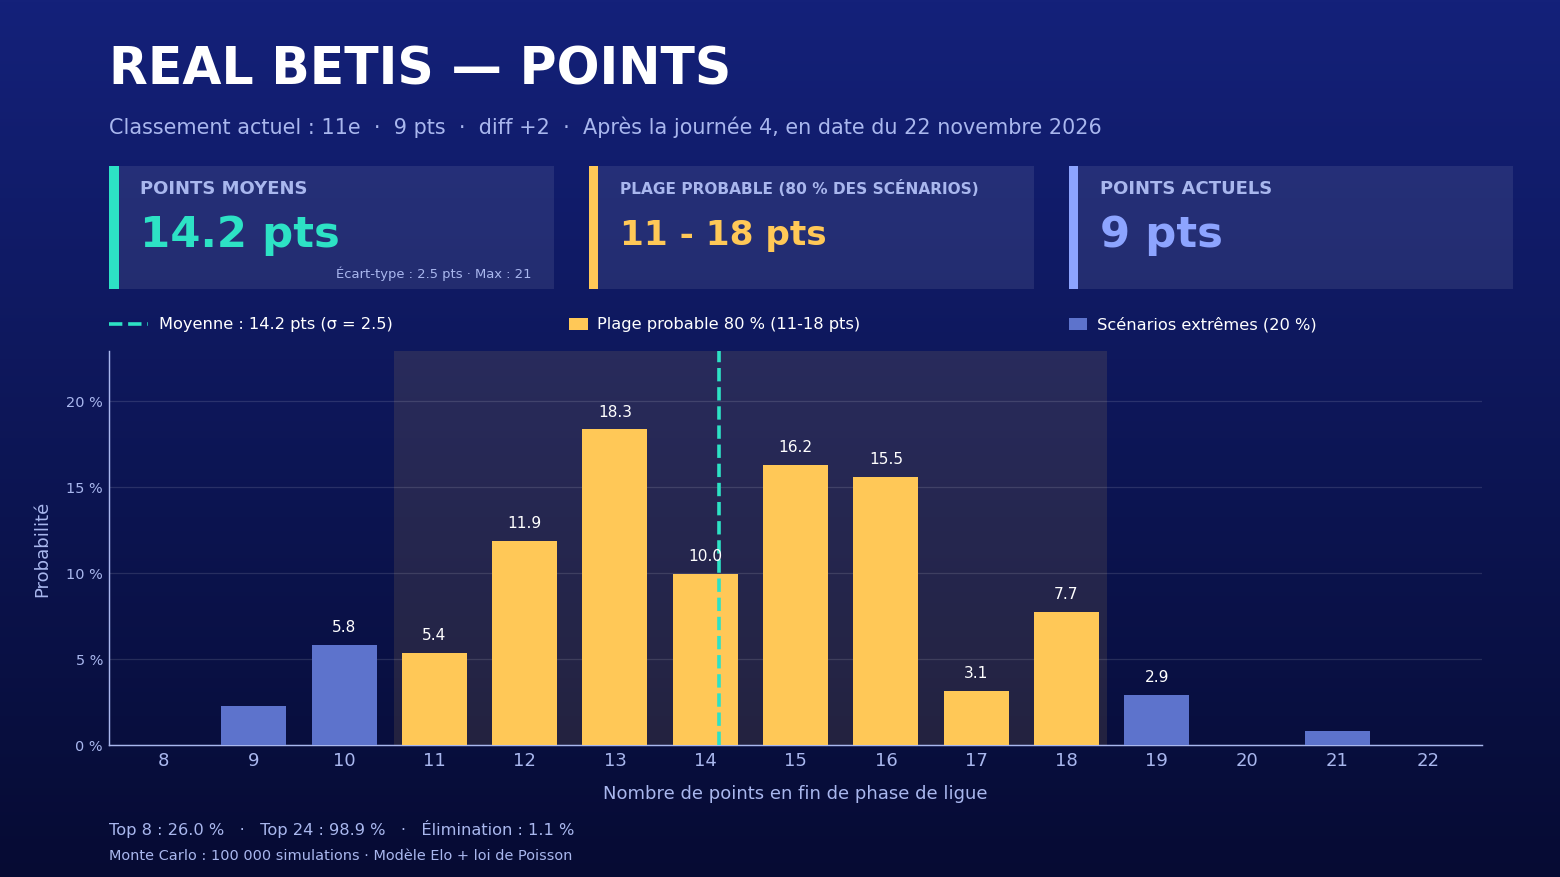 REAL BETIS — POINTS
Classement actuel : 11e · 9 pts · diff +2 · Après la journée 4, en date du 22 novembre 2026
POINTS MOYENS
14.2 pts
Écart-type : 2.5 pts · Max : 21
PLAGE PROBABLE (80 % DES SCÉNARIOS)
11 - 18 pts
POINTS ACTUELS
9 pts
Moyenne : 14.2 pts (σ = 2.5)
Plage probable 80 % (11-18 pts)
Scénarios extrêmes (20 %)
Probabilité
20 %
15 %
10 %
5 %
0 %
5.8
5.4
11.9
18.3
10.0
16.2
15.5
3.1
7.7
2.9
8 9 10 11 12 13 14 15 16 17 18 19 20 21 22
Nombre de points en fin de phase de ligue
Top 8 : 26.0 % · Top 24 : 98.9 % · Élimination : 1.1 %
Monte Carlo : 100 000 simulations · Modèle Elo + loi de Poisson